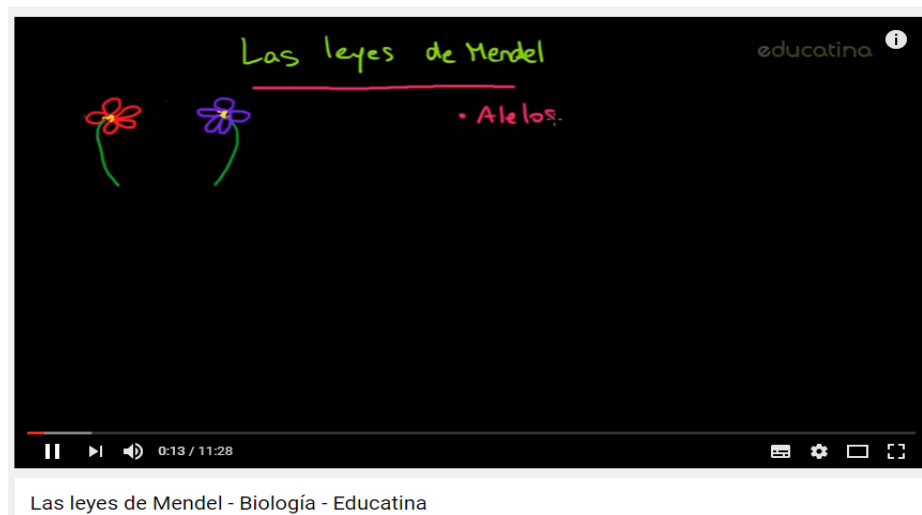 Las leyes de Mendel
educatina
• Alelos
0:13 / 11:28
Las leyes de Mendel - Biología - Educatina